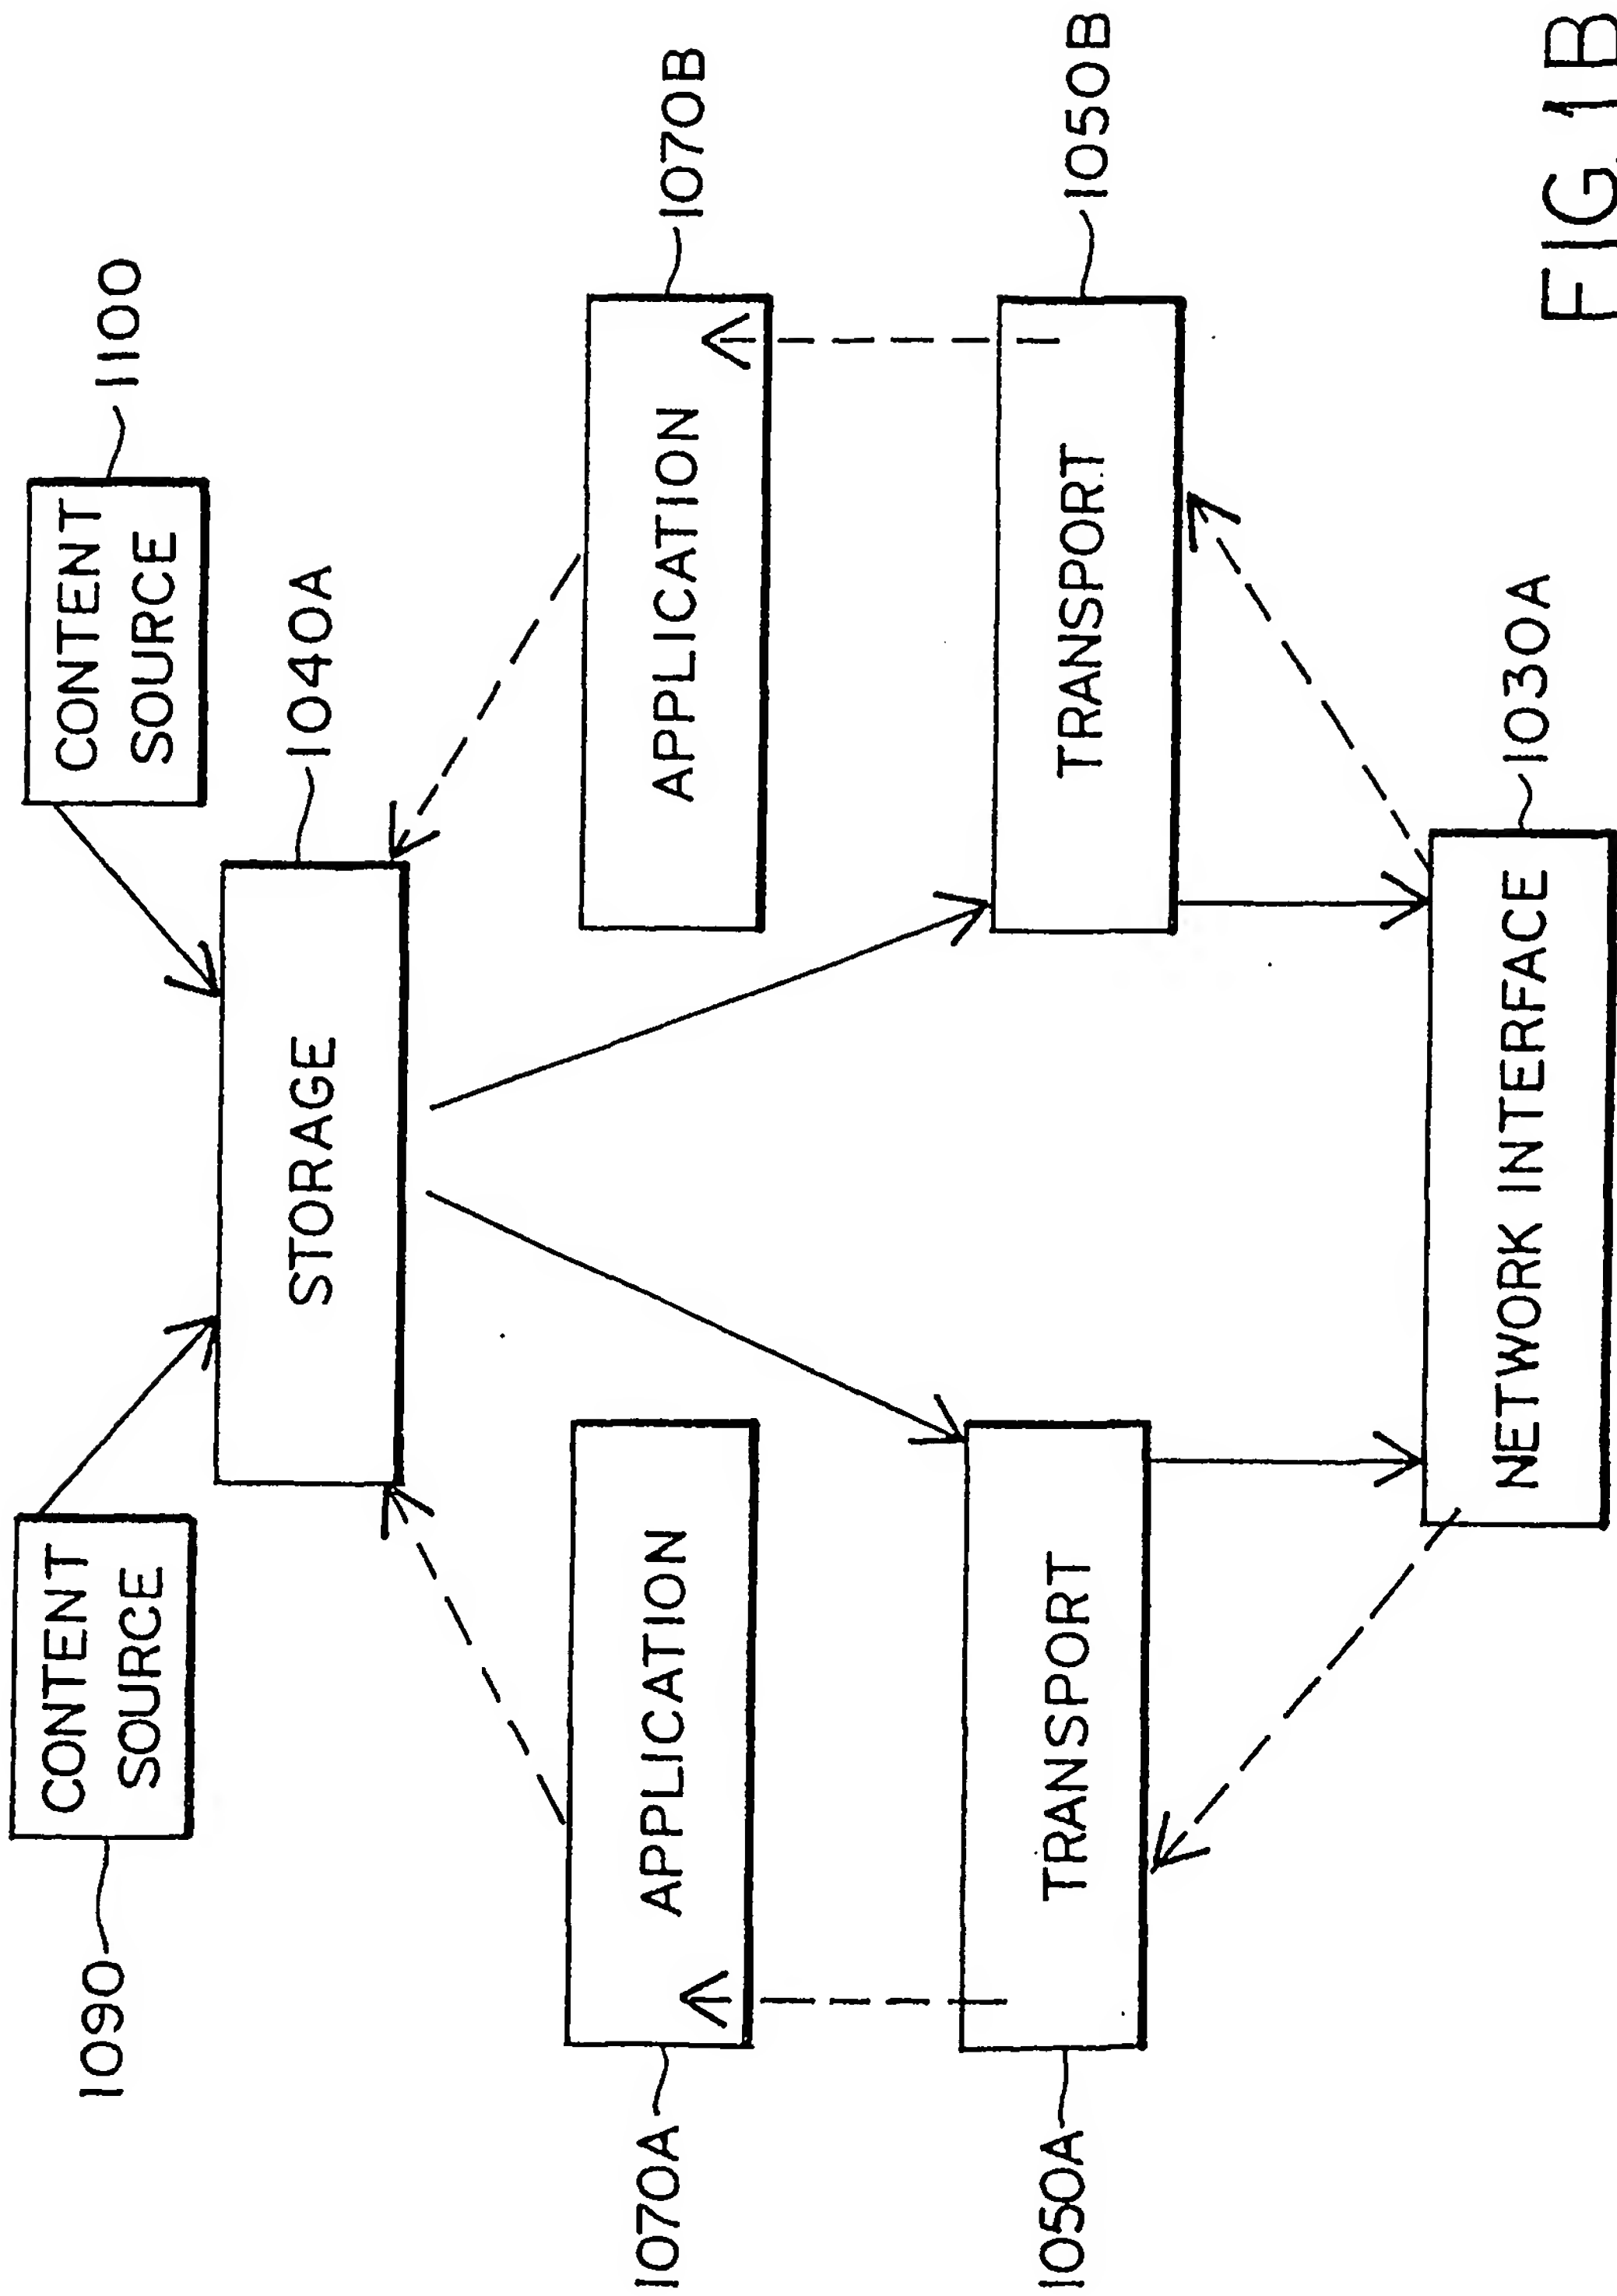 1090
CONTENT
SOURCE
CONTENT
SOURCE
1100
STORAGE
1040A
1070A
APPLICATION
APPLICATION
1070B
1050A
TRANSPORT
TRANSPORT
1050B
NETWORK INTERFACE
1030A
FIG. 1B